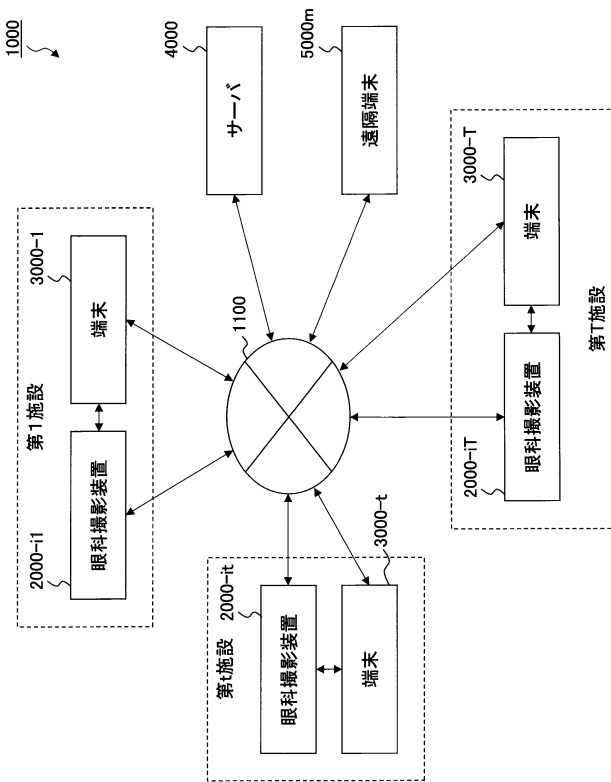 1000
第1施設
2000-i1
眼科撮影装置
3000-1
端末
4000
サーバ
5000m
遠隔端末
1100
第t施設
2000-it
眼科撮影装置
3000-t
端末
2000-iT
眼科撮影装置
3000-T
端末
第T施設